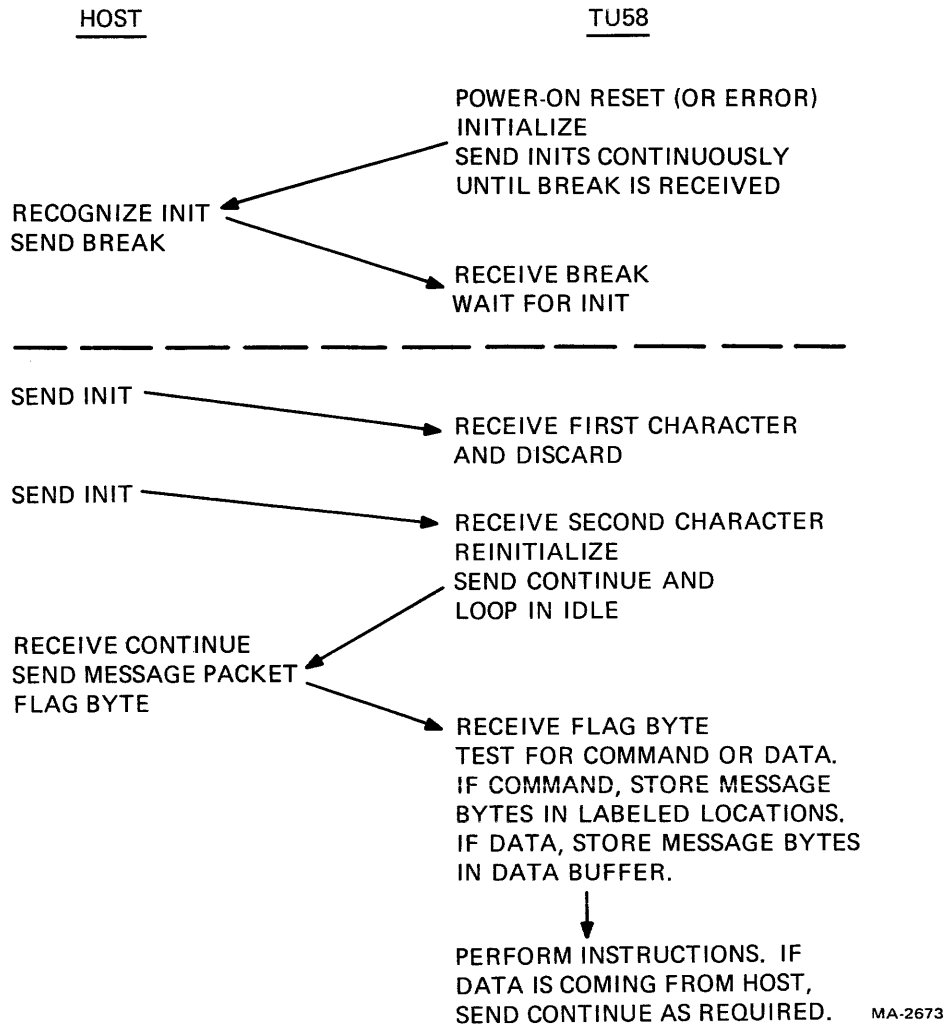 HOST
TU58
POWER-ON RESET (OR ERROR)
INITIALIZE
SEND INITS CONTINUOUSLY
UNTIL BREAK IS RECEIVED
RECOGNIZE INIT
SEND BREAK
RECEIVE BREAK
WAIT FOR INIT
SEND INIT
RECEIVE FIRST CHARACTER
AND DISCARD
SEND INIT
RECEIVE SECOND CHARACTER
REINITIALIZE
SEND CONTINUE AND
LOOP IN IDLE
RECEIVE CONTINUE
SEND MESSAGE PACKET
FLAG BYTE
RECEIVE FLAG BYTE
TEST FOR COMMAND OR DATA.
IF COMMAND, STORE MESSAGE
BYTES IN LABELED LOCATIONS.
IF DATA, STORE MESSAGE BYTES
IN DATA BUFFER.
PERFORM INSTRUCTIONS. IF
DATA IS COMING FROM HOST,
SEND CONTINUE AS REQUIRED.
MA-2673